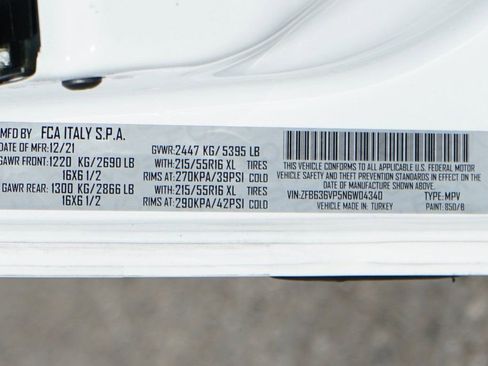 MFD BY FCA ITALY S.P.A.
DATE OF MFR: 12/21 GVWR: 2447 KG/ 5395 LB
GAWR FRONT: 1220 KG/2690 LB WITH: 215/55R16 XL TIRES
16X6 1/2 RIMS AT: 270KPA/39PSI COLD
GAWR REAR: 1300 KG/2866 LB WITH: 215/55R16 XL TIRES
16X6 1/2 RIMS AT: 290KPA/42PSI COLD
THIS VEHICLE CONFORMS TO ALL APPLICABLE U.S. FEDERAL MOTOR
VEHICLE SAFETY AND THEFT PREVENTION STANDARDS IN EFFECT ON THE
DATE OF MANUFACTURE SHOWN ABOVE.
VIN: ZFB636VP5N6W04340 TYPE: MPV
VEHICLE MADE IN: TURKEY PAINT: 850/B